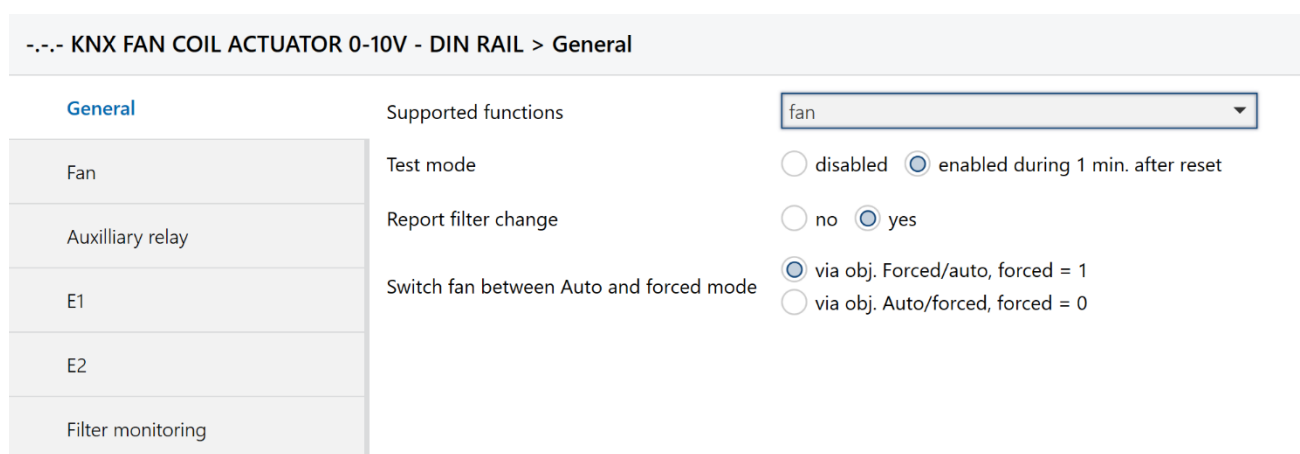 -.-.- KNX FAN COIL ACTUATOR 0-10V - DIN RAIL > General
General
Supported functions
fan
Fan
Test mode
disabled
enabled during 1 min. after reset
Report filter change
no
yes
Auxilliary relay
E1
Switch fan between Auto and forced mode
via obj. Forced/auto, forced = 1
via obj. Auto/forced, forced = 0
E2
Filter monitoring